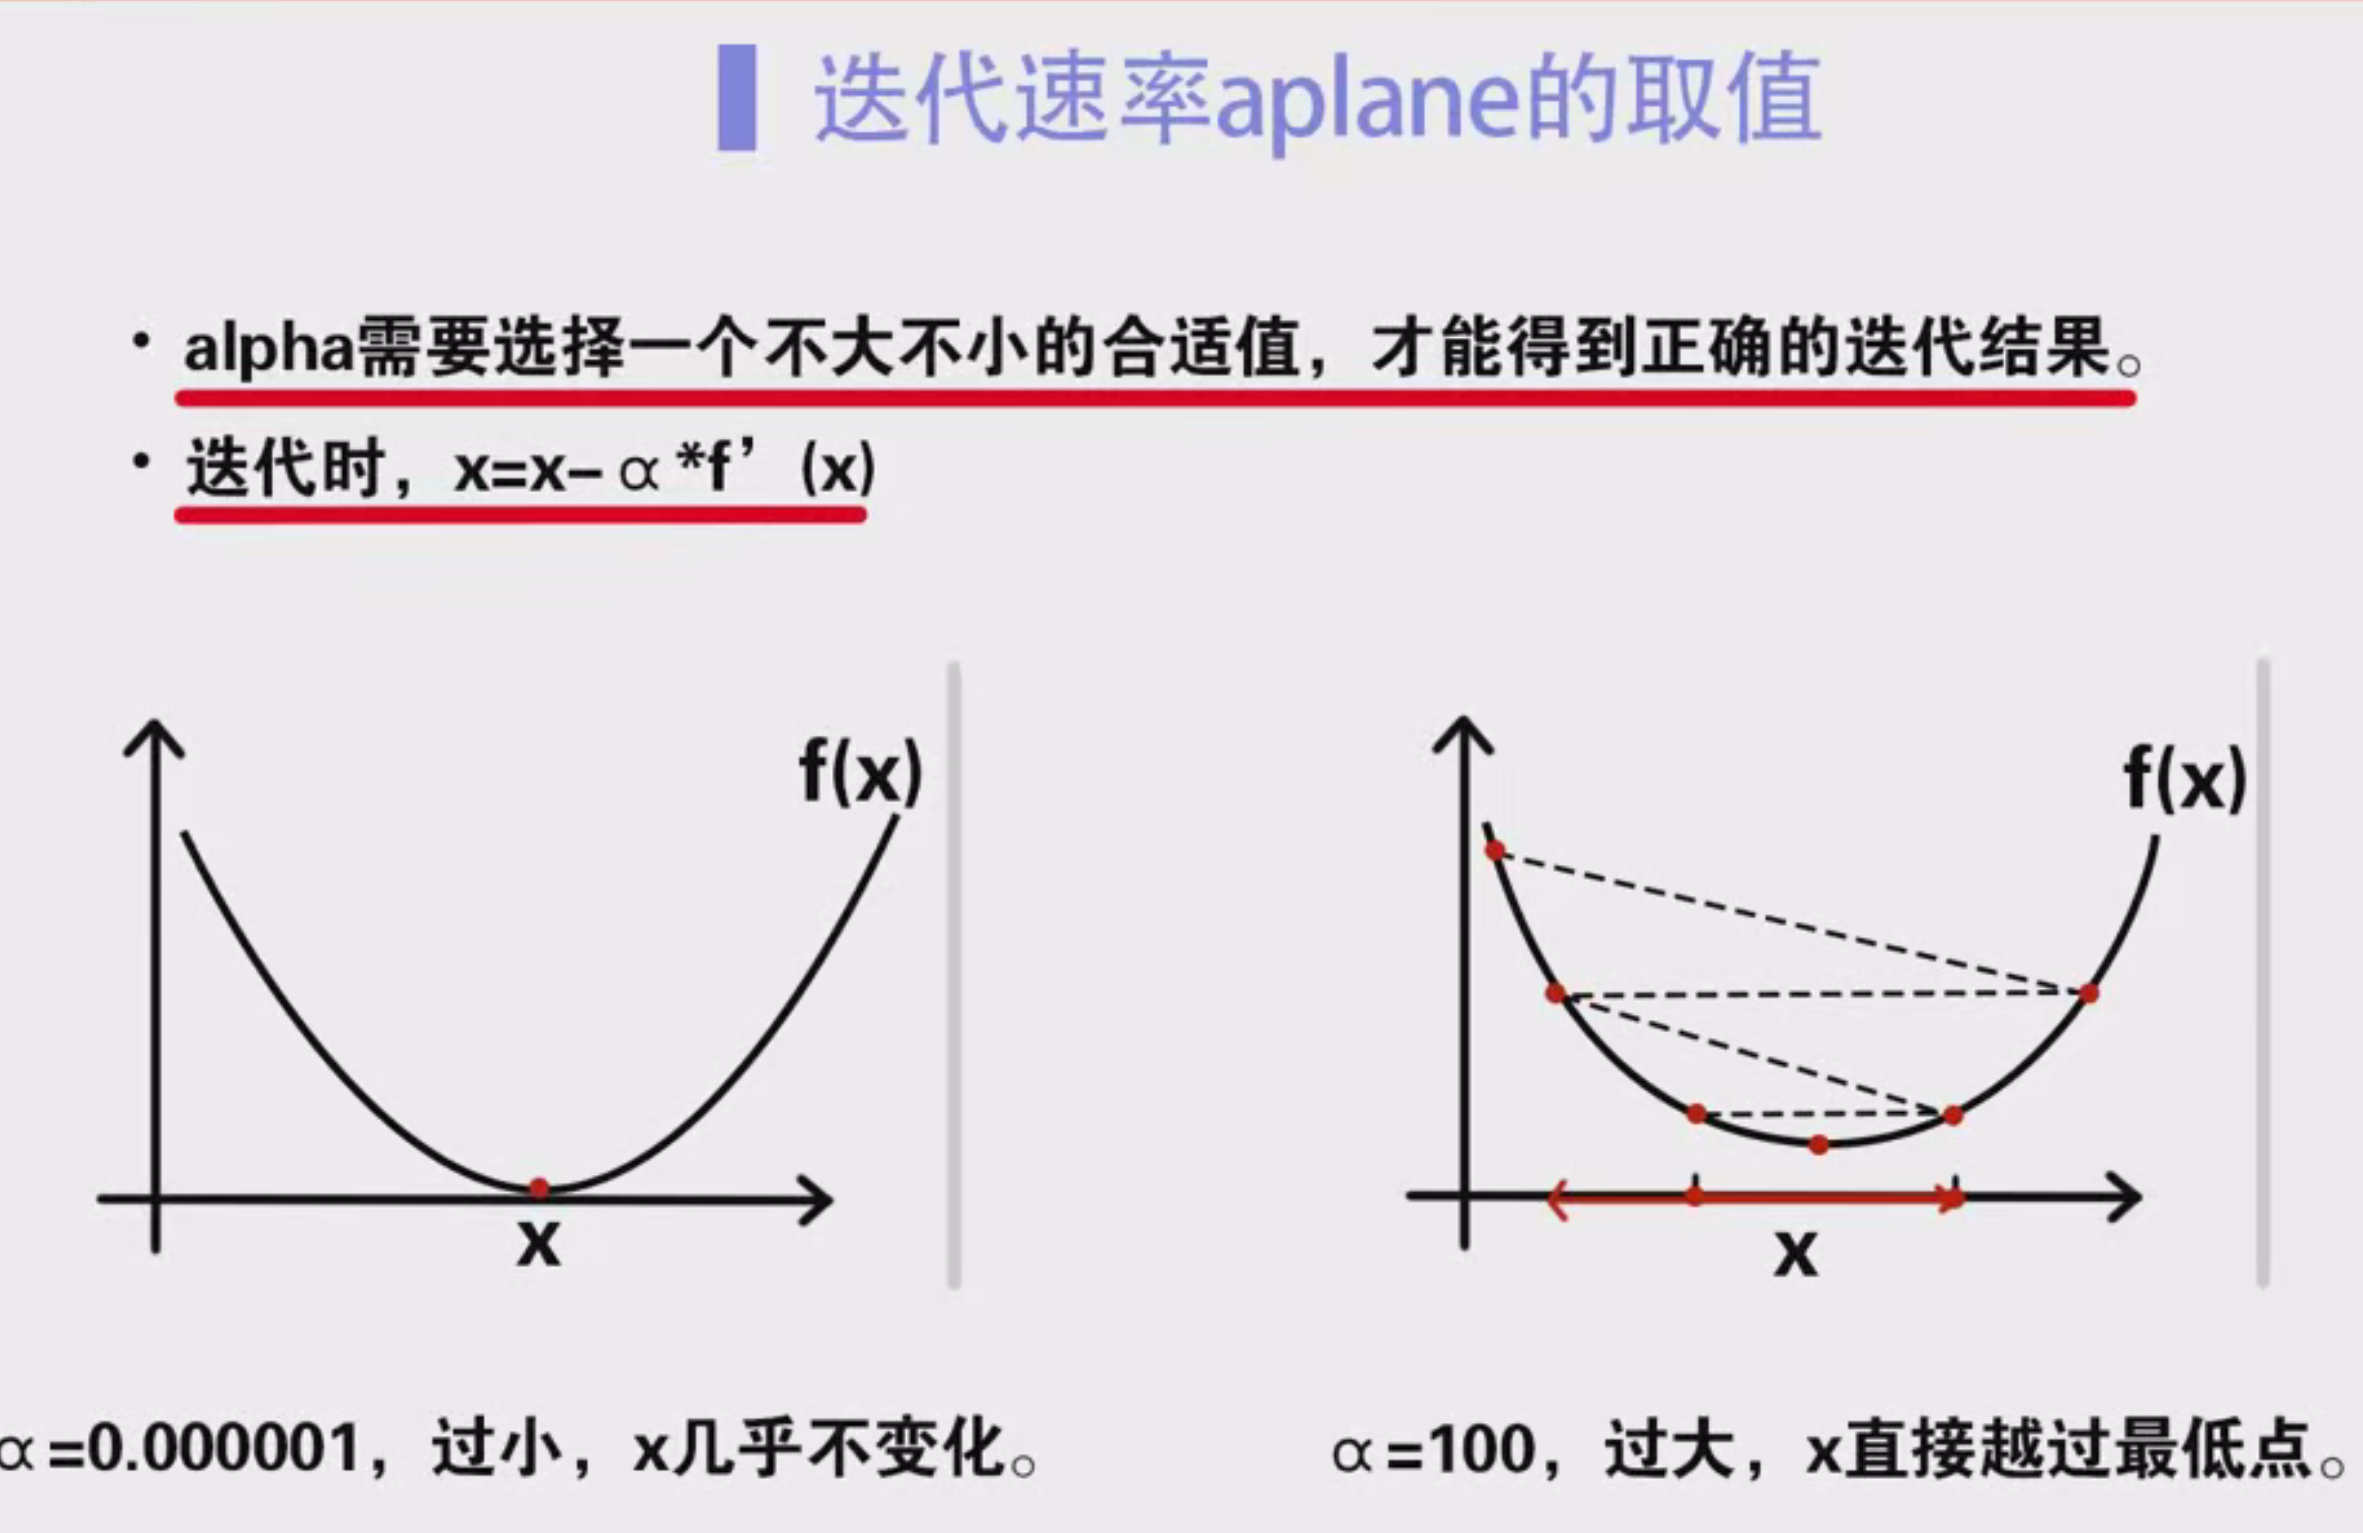 迭代速率aplane的取值
• alpha需要选择一个不大不小的合适值，才能得到正确的迭代结果。
• 迭代时，x=x-α*f’(x)
f(x)
x
f(x)
x
α=0.000001，过小，x几乎不变化。
α=100，过大，x直接越过最低点。